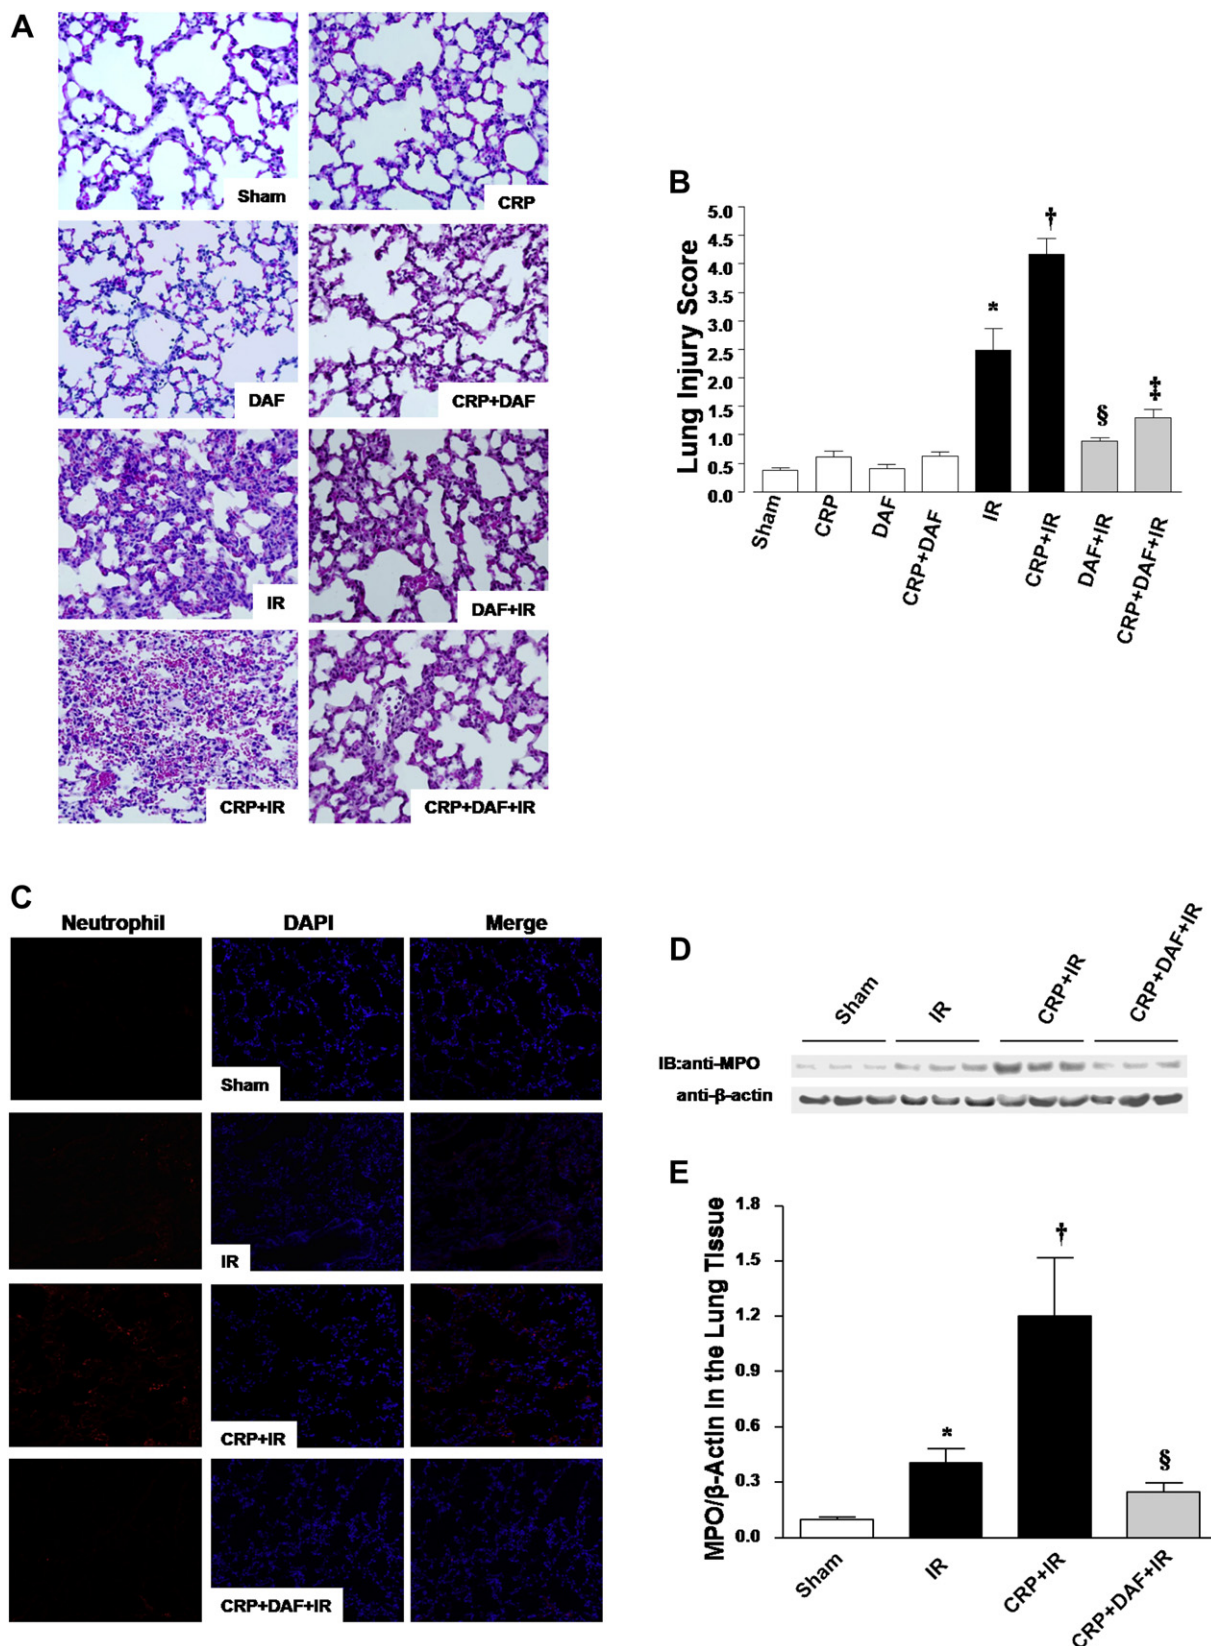 A
Sham
CRP
DAF
CRP+DAF
IR
DAF+IR
CRP+IR
CRP+DAF+IR
B
Lung Injury Score
5.0
4.5
4.0
3.5
3.0
2.5
2.0
1.5
1.0
0.5
0.0
*
†
§
‡
Sham
CRP
DAF
CRP+DAF
IR
CRP+IR
DAF+IR
CRP+DAF+IR
C
Neutrophil DAPI Merge
Sham
IR
CRP+IR
CRP+DAF+IR
D
Sham IR CRP+IR CRP+DAF+IR
IB:anti-MPO
anti-β-actin
E
MPO/β-Actin in the Lung Tissue
1.8
1.5
1.2
0.9
0.6
0.3
0.0
*
†
§
Sham
IR
CRP+IR
CRP+DAF+IR